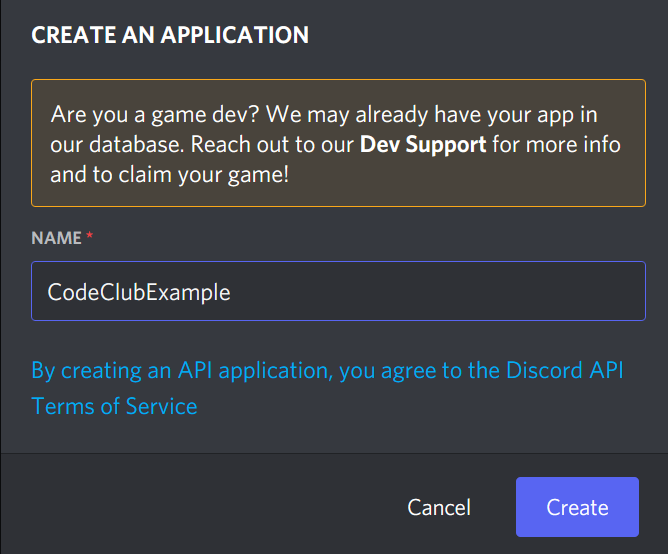 CREATE AN APPLICATION
Are you a game dev? We may already have your app in
our database. Reach out to our Dev Support for more info
and to claim your game!
NAME *
CodeClubExample
By creating an API application, you agree to the Discord API
Terms of Service
Cancel Create